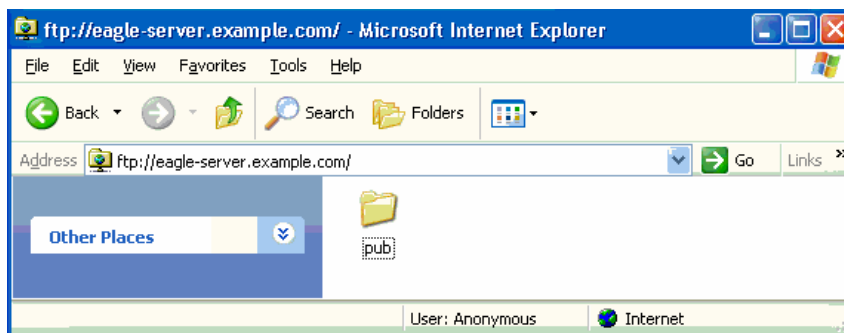 ftp://eagle-server.example.com/ - Microsoft Internet Explorer
File Edit View Favorites Tools Help
Back Search Folders
Address ftp://eagle-server.example.com/ Go Links »
Other Places
pub
User: Anonymous Internet